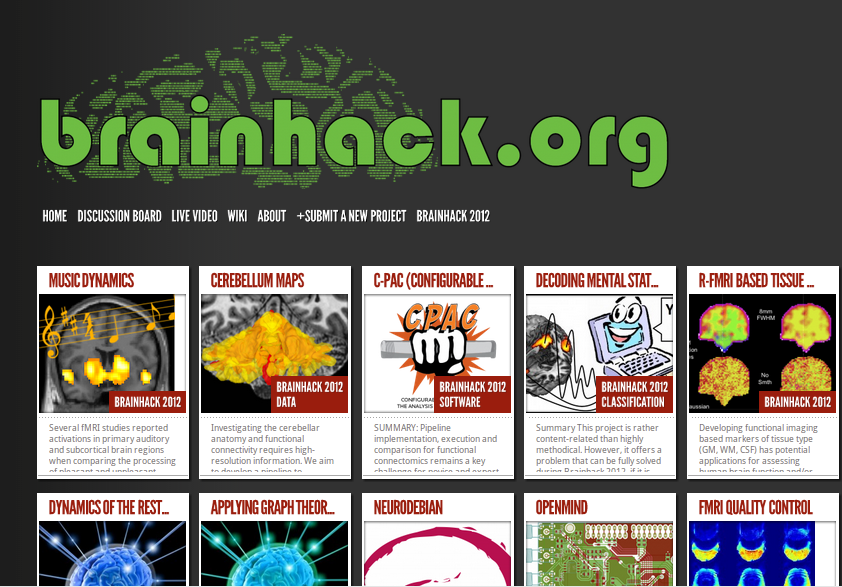 brainhack.org
HOME DISCUSSION BOARD LIVE VIDEO WIKI ABOUT +SUBMIT A NEW PROJECT BRAINHACK 2012
MUSIC DYNAMICS
BRAINHACK 2012
Several fMRI studies reported
activations in primary auditory
and subcortical brain regions
when comparing the processing
of pleasant and unpleasant
CEREBELLUM MAPS
BRAINHACK 2012
DATA
Investigating the cerebellar
anatomy and functional
connectivity requires high-
resolution information. We aim
to develop a pipeline to
C-PAC (CONFIGURABLE ...
CPAC
CONFIGURAB
THE ANALYSIS
BRAINHACK 2012
SOFTWARE
SUMMARY: Pipeline
implementation, execution and
comparison for functional
connectomics remains a key
challenge for novice and expert
DECODING MENTAL STAT...
BRAINHACK 2012
CLASSIFICATION
Summary This project is rather
content-related than highly
methodical. However, it offers a
problem that can be fully solved
during Brainhack 2012, if it is
R-FMRI BASED TISSUE ...
8mm
FWHM
No
Smth
aussian
BRAINHACK 2012
Developing functional imaging
based markers of tissue type
(GM, WM, CSF) has potential
applications for assessing
human brain function and/or
DYNAMICS OF THE REST...
APPLYING GRAPH THEOR...
NEURODEBIAN
OPENMIND
FMRI QUALITY CONTROL